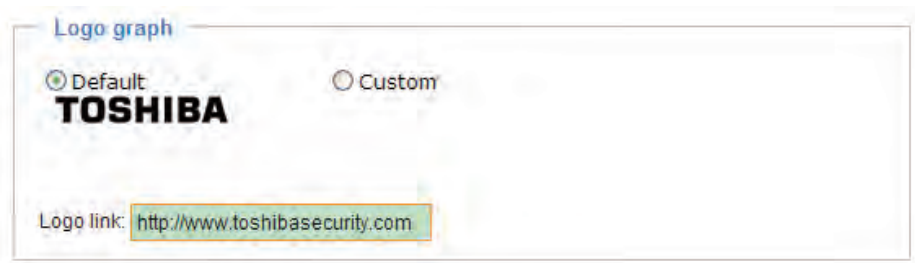 Logo graph
Default Custom
TOSHIBA
Logo link: http://www.toshibasecurity.com